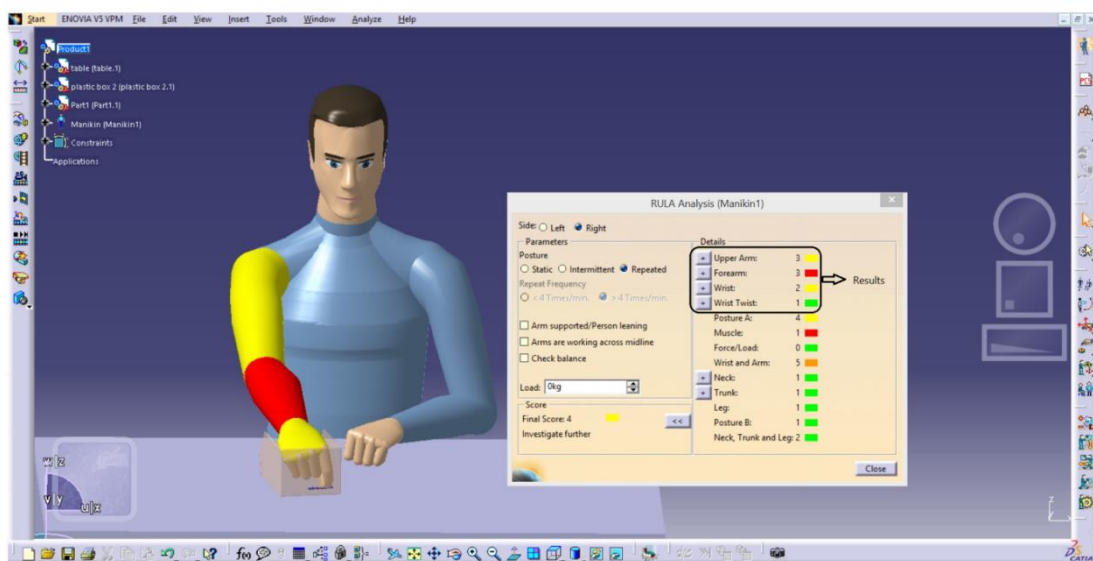 Start ENOVIA V5 VPM File Edit View Insert Tools Window Analyze Help
Product1
table (table.1)
plastic box 2 (plastic box 2.1)
Part1 (Part1.1)
Manikin (Manikin1)
Constraints
Applications
RULA Analysis (Manikin1)
Side: Left Right
Parameters
Posture
Static Intermittent Repeated
Repeat Frequency
< 4 Times/min. > 4 Times/min.
Arm supported/Person leaning
Arms are working across midline
Check balance
Load: 0kg
Score
Final Score: 4
<<
Investigate further
Details
Upper Arm: 3
Forearm: 3
Wrist: 2
Wrist Twist: 1
Results
Posture A: 4
Muscle: 1
Force/Load: 0
Wrist and Arm: 5
Neck: 1
Trunk: 1
Leg: 1
Posture B: 1
Neck, Trunk and Leg: 2
Close
w|z
v|y
u|x
z
f(x)
CATIA